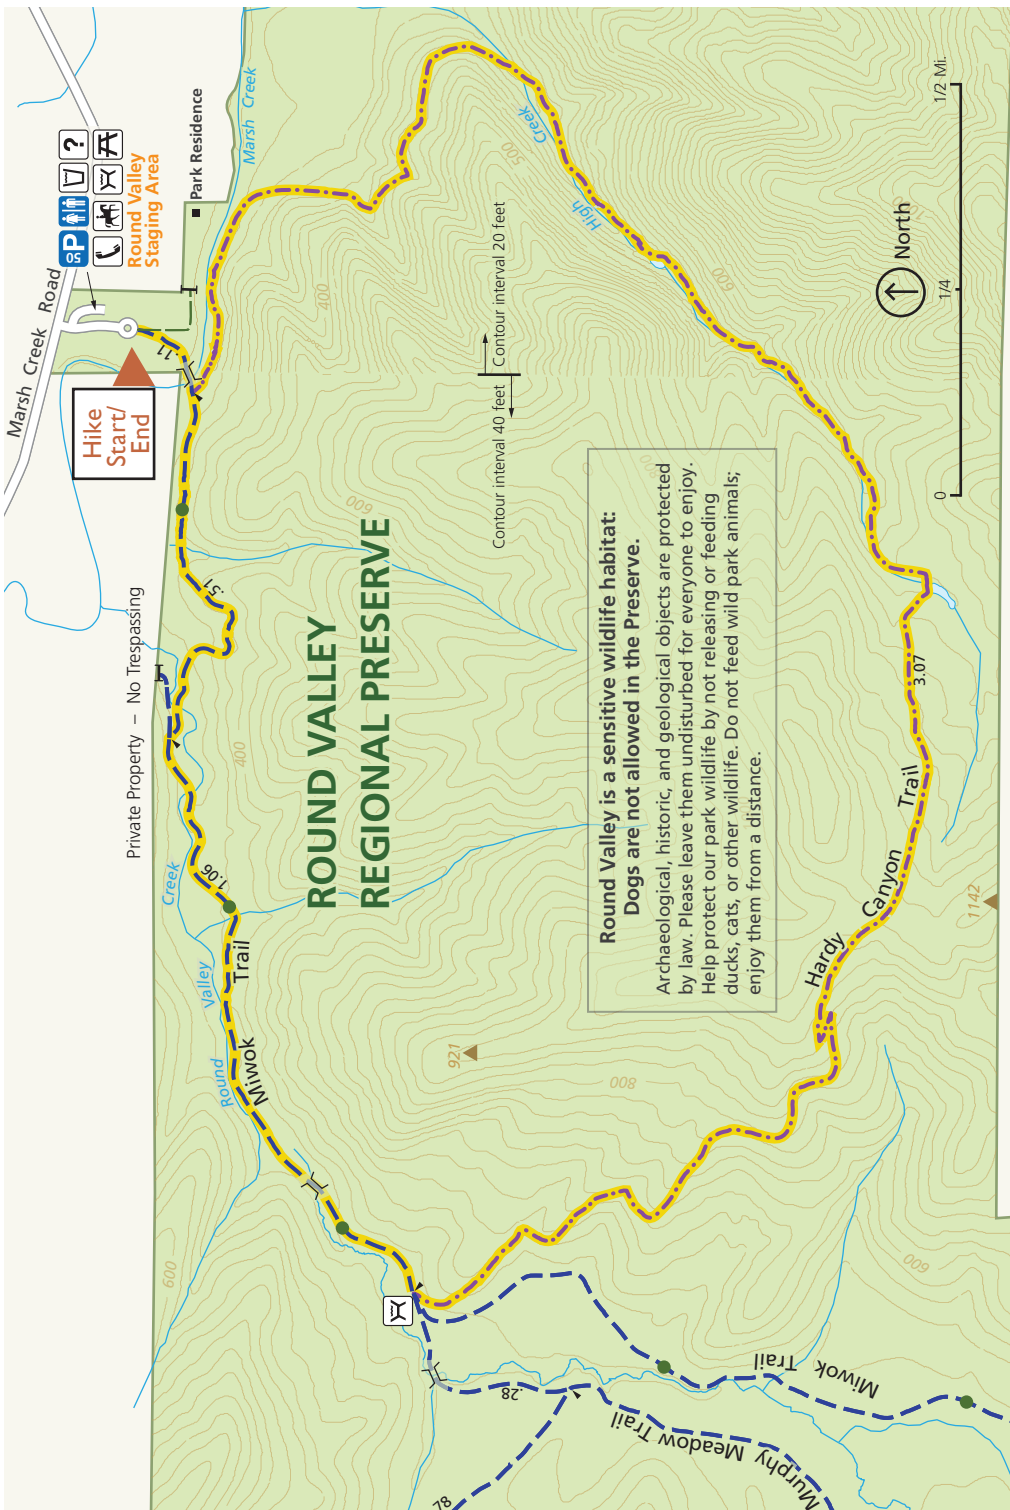 Marsh Creek Road
50 P
?
Round Valley
Staging Area
Park Residence
Marsh Creek
Hike
Start/
End
.11
.51
Private Property – No Trespassing
1.06
Round Valley Creek
Miwok Trail
ROUND VALLEY
REGIONAL PRESERVE
400
600
400
600
500
600
800
600
921
1142
High Creek
Contour interval 40 feet
Contour interval 20 feet
Round Valley is a sensitive wildlife habitat:
Dogs are not allowed in the Preserve.
Archaeological, historic, and geological objects are protected
by law. Please leave them undisturbed for everyone to enjoy.
Help protect our park wildlife by not releasing or feeding
ducks, cats, or other wildlife. Do not feed wild park animals;
enjoy them from a distance.
Hardy Canyon Trail
3.07
North
0
1/4
1/2 Mi.
.28
78
Murphy Meadow Trail
Miwok Trail